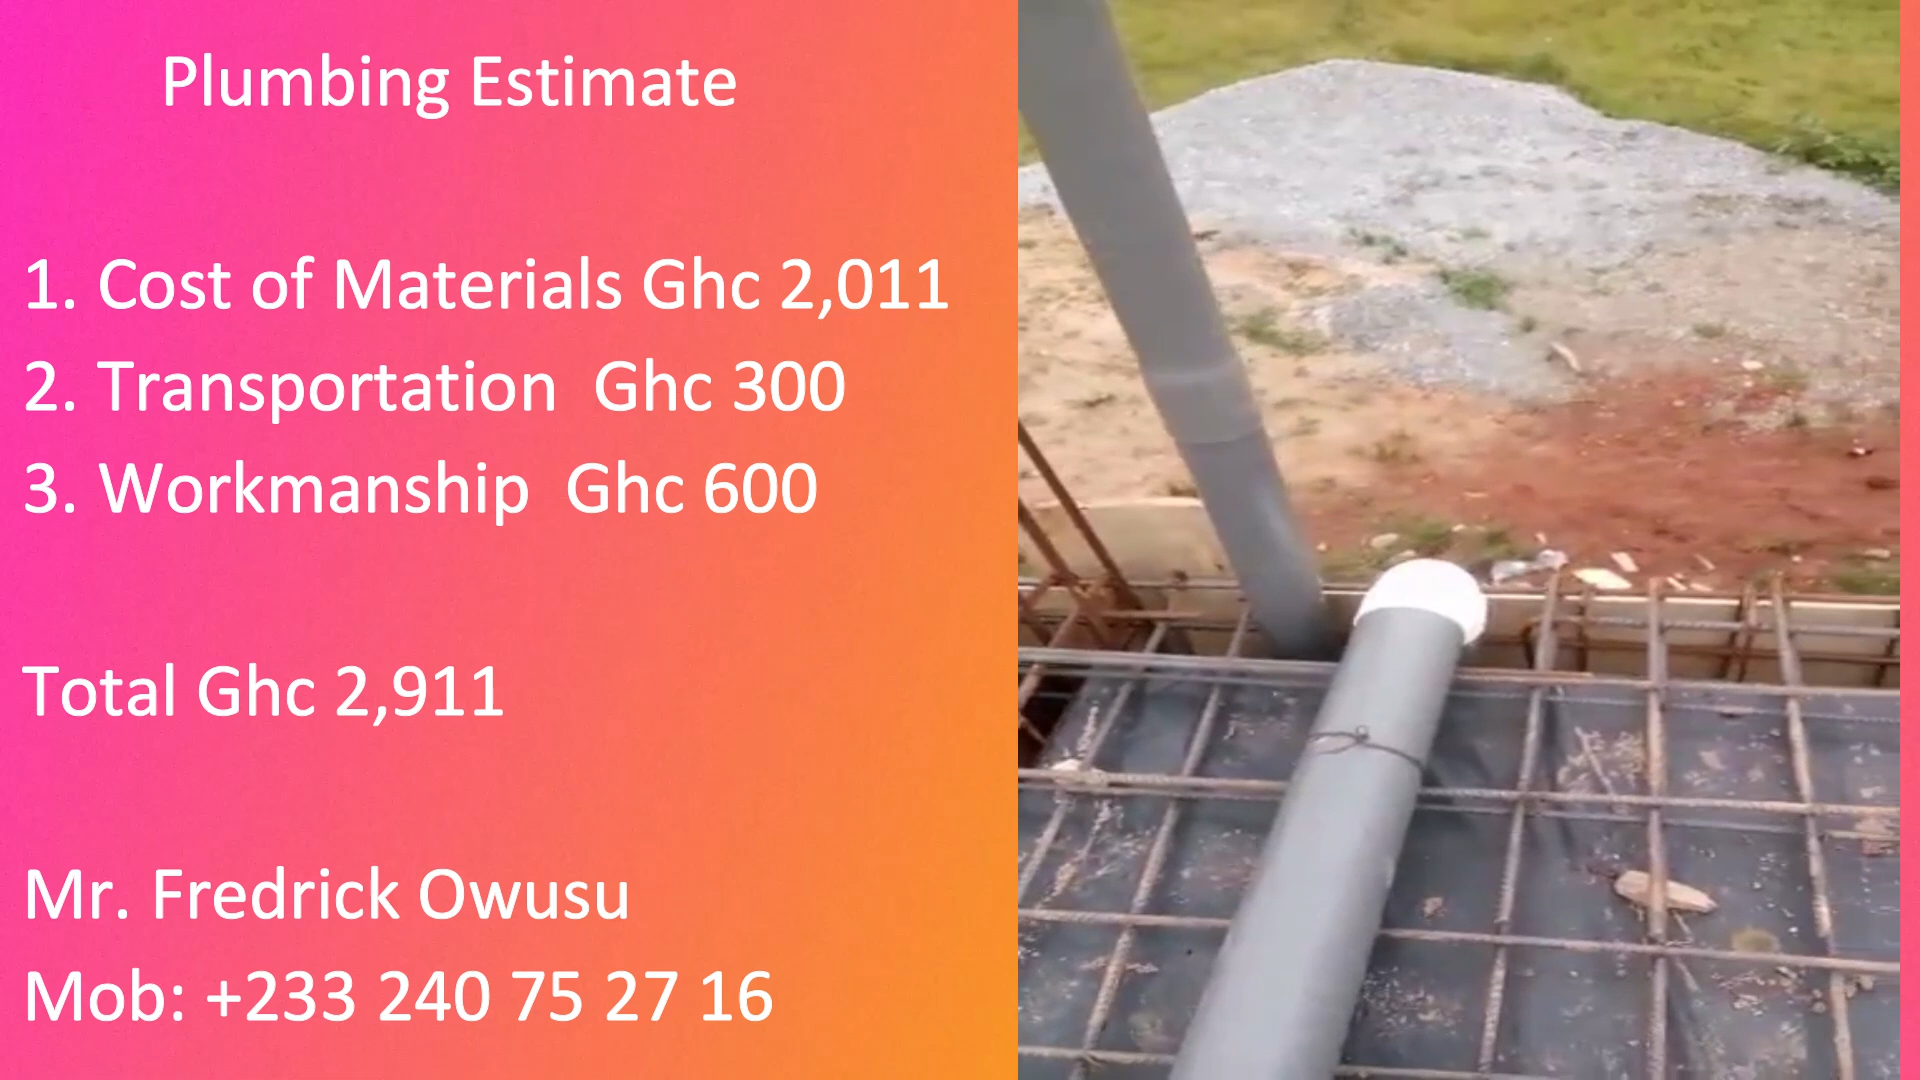 Plumbing Estimate
1. Cost of Materials Ghc 2,011
2. Transportation  Ghc 300
3. Workmanship  Ghc 600
Total Ghc 2,911
Mr. Fredrick Owusu
Mob: +233 240 75 27 16